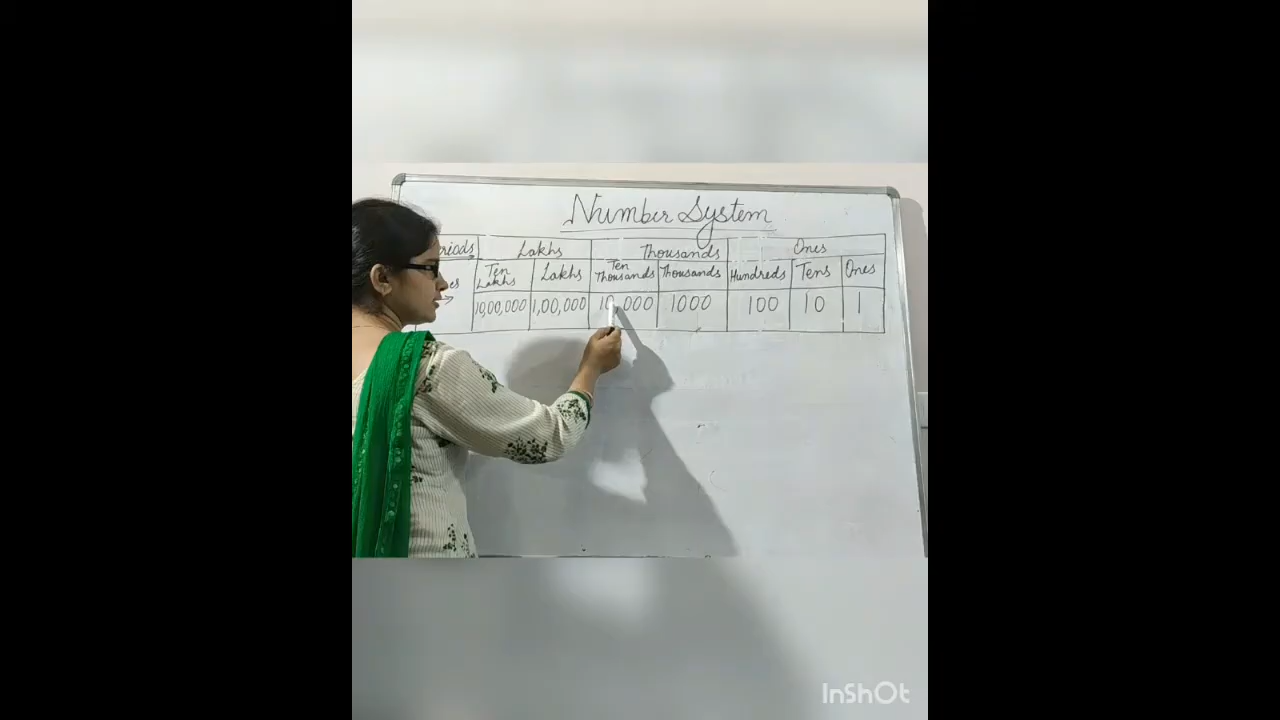 Number System
Lakhs Thousands Ones
Ten Lakhs Lakhs Ten Thousands Thousands Hundreds Tens Ones
10,00,000 1,00,000 10,000 1000 100 10 1
InShOt